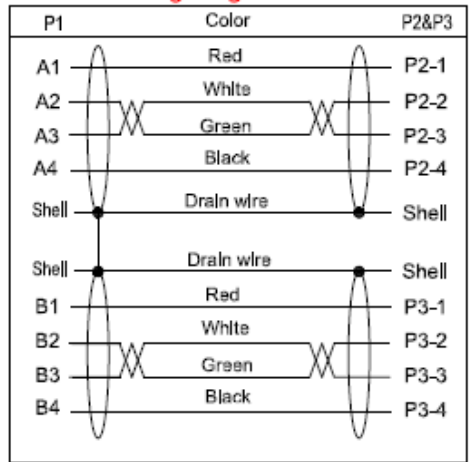 P1 Color P2&P3
A1 Red P2-1
A2 White P2-2
A3 Green P2-3
A4 Black P2-4
Shell Drain wire Shell
Shell Drain wire Shell
B1 Red P3-1
B2 White P3-2
B3 Green P3-3
B4 Black P3-4